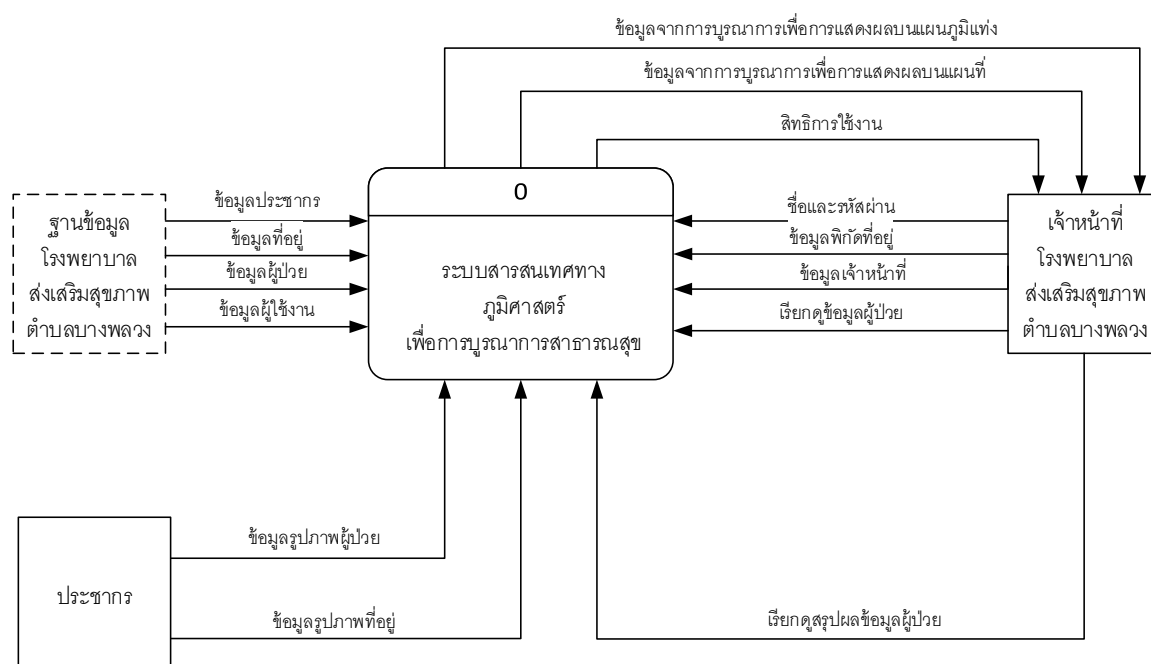 ข้อมูลจากการบูรณาการเพื่อการแสดงผลบนแผนภูมิแท่ง
ข้อมูลจากการบูรณาการเพื่อการแสดงผลบนแผนที่
สิทธิการใช้งาน
0
ระบบสารสนเทศทาง
ภูมิศาสตร์
เพื่อการบูรณาการสาธารณสุข
ฐานข้อมูล
โรงพยาบาล
ส่งเสริมสุขภาพ
ตำบลบางพลวง
ข้อมูลประชากร
ข้อมูลที่อยู่
ข้อมูลผู้ป่วย
ข้อมูลผู้ใช้งาน
ชื่อและรหัสผ่าน
ข้อมูลพิกัดที่อยู่
ข้อมูลเจ้าหน้าที่
เรียกดูข้อมูลผู้ป่วย
เจ้าหน้าที่
โรงพยาบาล
ส่งเสริมสุขภาพ
ตำบลบางพลวง
ประชากร
ข้อมูลรูปภาพผู้ป่วย
ข้อมูลรูปภาพที่อยู่
เรียกดูสรุปผลข้อมูลผู้ป่วย